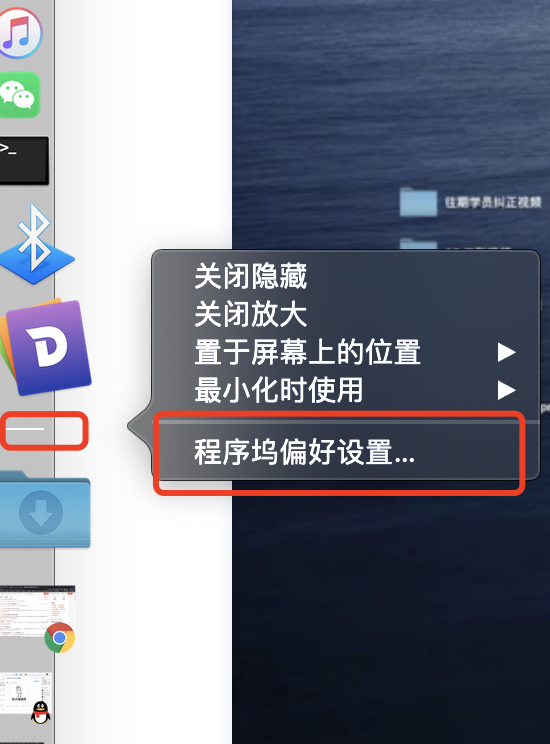 >_
往期学员纠正视频
关闭隐藏
关闭放大
置于屏幕上的位置
最小化时使用
程序坞偏好设置...